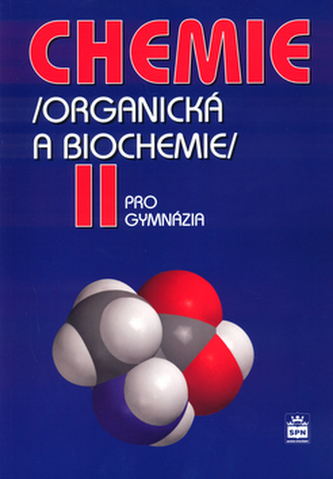 CHEMIE
/ORGANICKÁ
A BIOCHEMIE/
II PRO
GYMNÁZIA
SPN